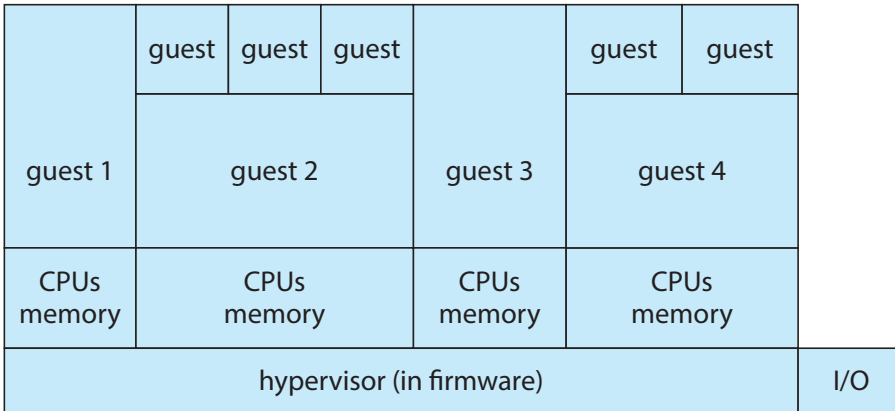 guest guest guest guest guest
guest 1 guest 2 guest 3 guest 4
CPUs CPUs CPUs CPUs
memory memory memory memory
hypervisor (in firmware) I/O